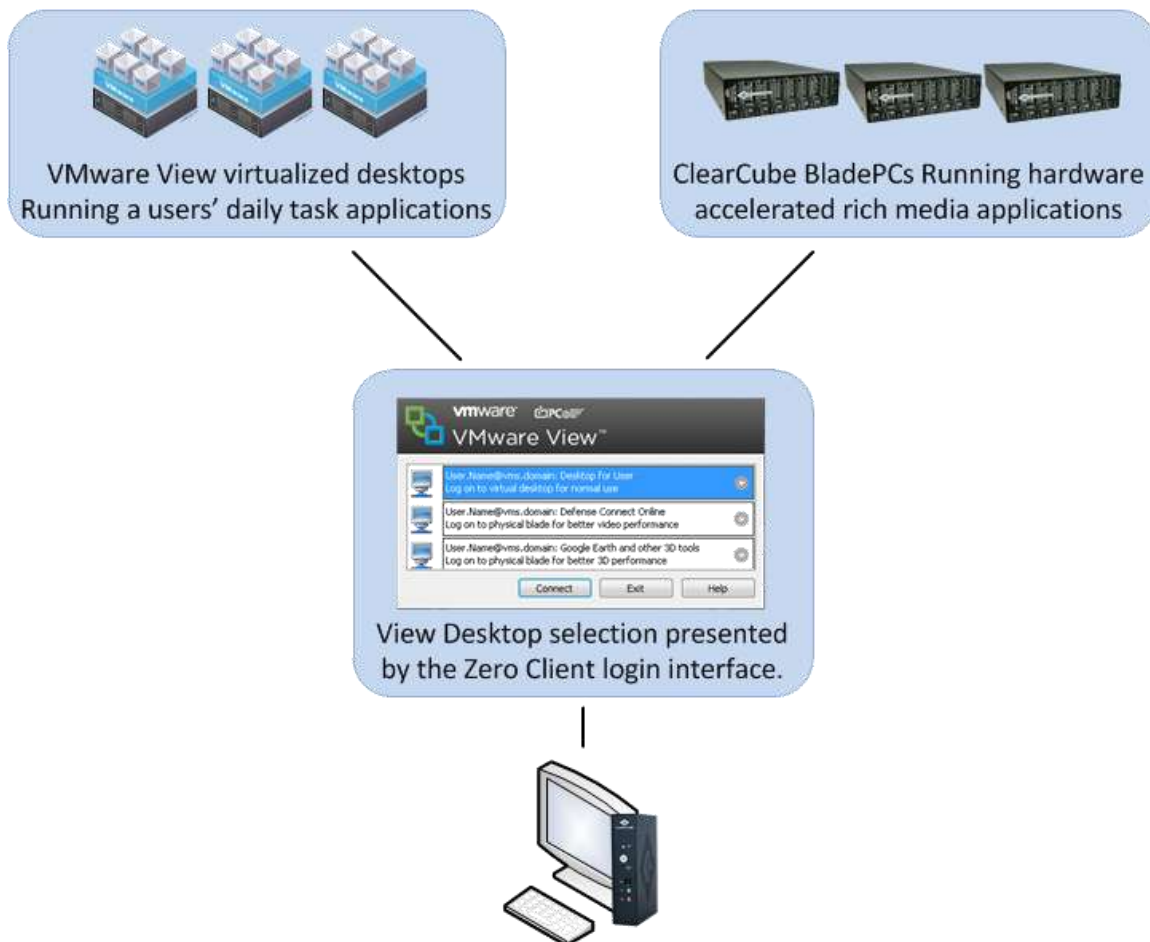 VMware
VMware
VMware
VMware View virtualized desktops
Running a users' daily task applications
ClearCube BladePCs Running hardware
accelerated rich media applications
vmware PCoIP
VMware View™
User.Name@vms.domain: Desktop for User
Log on to virtual desktop for normal use
User.Name@vms.domain: Defense Connect Online
Log on to physical blade for better video performance
User.Name@vms.domain: Google Earth and other 3D tools
Log on to physical blade for better 3D performance
Connect Exit Help
View Desktop selection presented
by the Zero Client login interface.